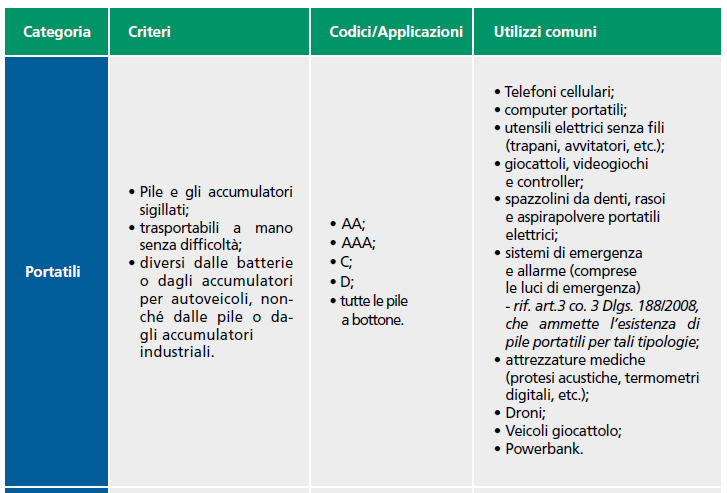 Categoria
Criteri
Codici/Applicazioni
Utilizzi comuni
Portatili
• Pile e gli accumulatori
sigillati;
• trasportabili a mano
senza difficoltà;
• diversi dalle batterie
o dagli accumulatori
per autoveicoli, non-
ché dalle pile o da-
gli accumulatori
industriali.
• AA;
• AAA;
• C;
• D;
• tutte le pile
a bottone.
• Telefoni cellulari;
• computer portatili;
• utensili elettrici senza fili
(trapani, avvitatori, etc.);
• giocattoli, videogiochi
e controller;
• spazzolini da denti, rasoi
e aspirapolvere portatili
elettrici;
• sistemi di emergenza
e allarme (comprese
le luci di emergenza)
- rif. art.3 co. 3 Dlgs. 188/2008,
che ammette l’esistenza di
pile portatili per tali tipologie;
• attrezzature mediche
(protesi acustiche, termometri
digitali, etc.);
• Droni;
• Veicoli giocattolo;
• Powerbank.